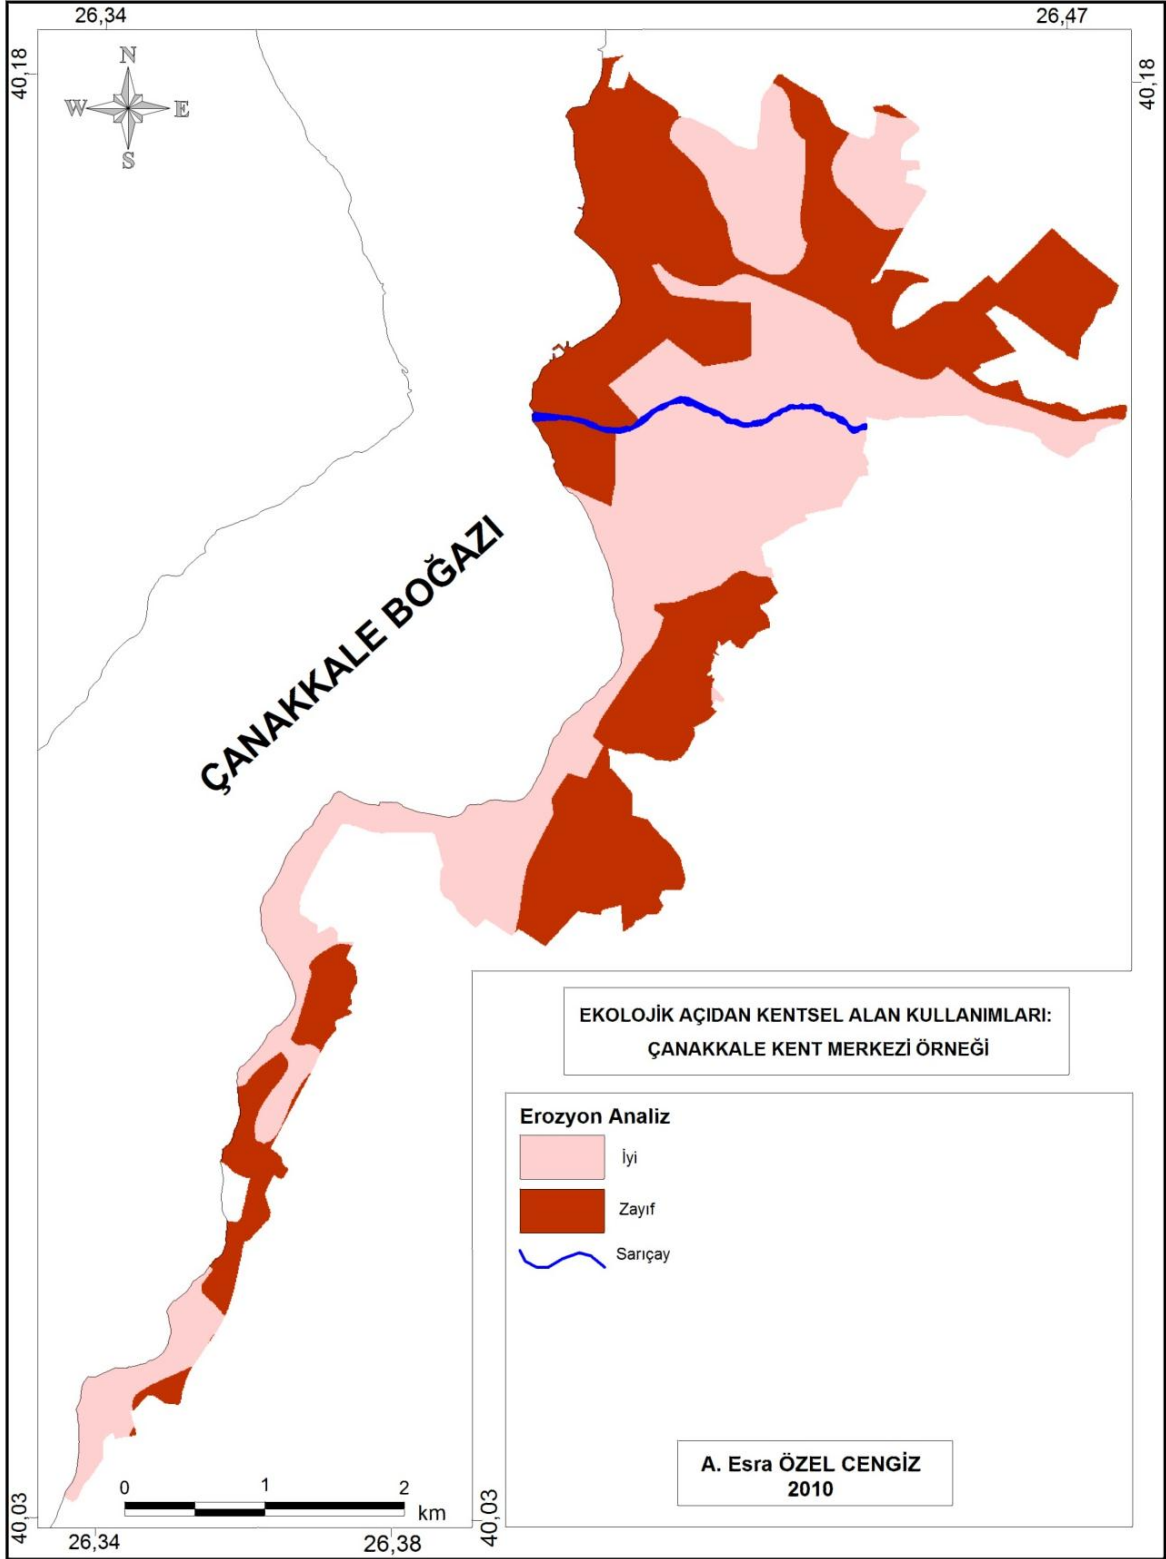 26,34
26,47
40,18
40,18
N
W
E
S
ÇANAKKALE BOĞAZI
EKOLOJİK AÇIDAN KENTSEL ALAN KULLANIMLARI:
ÇANAKKALE KENT MERKEZİ ÖRNEĞİ
Erozyon Analiz
İyi
Zayıf
Sarıçay
A. Esra ÖZEL CENGİZ
2010
0
1
2
km
40,03
40,03
26,34
26,38